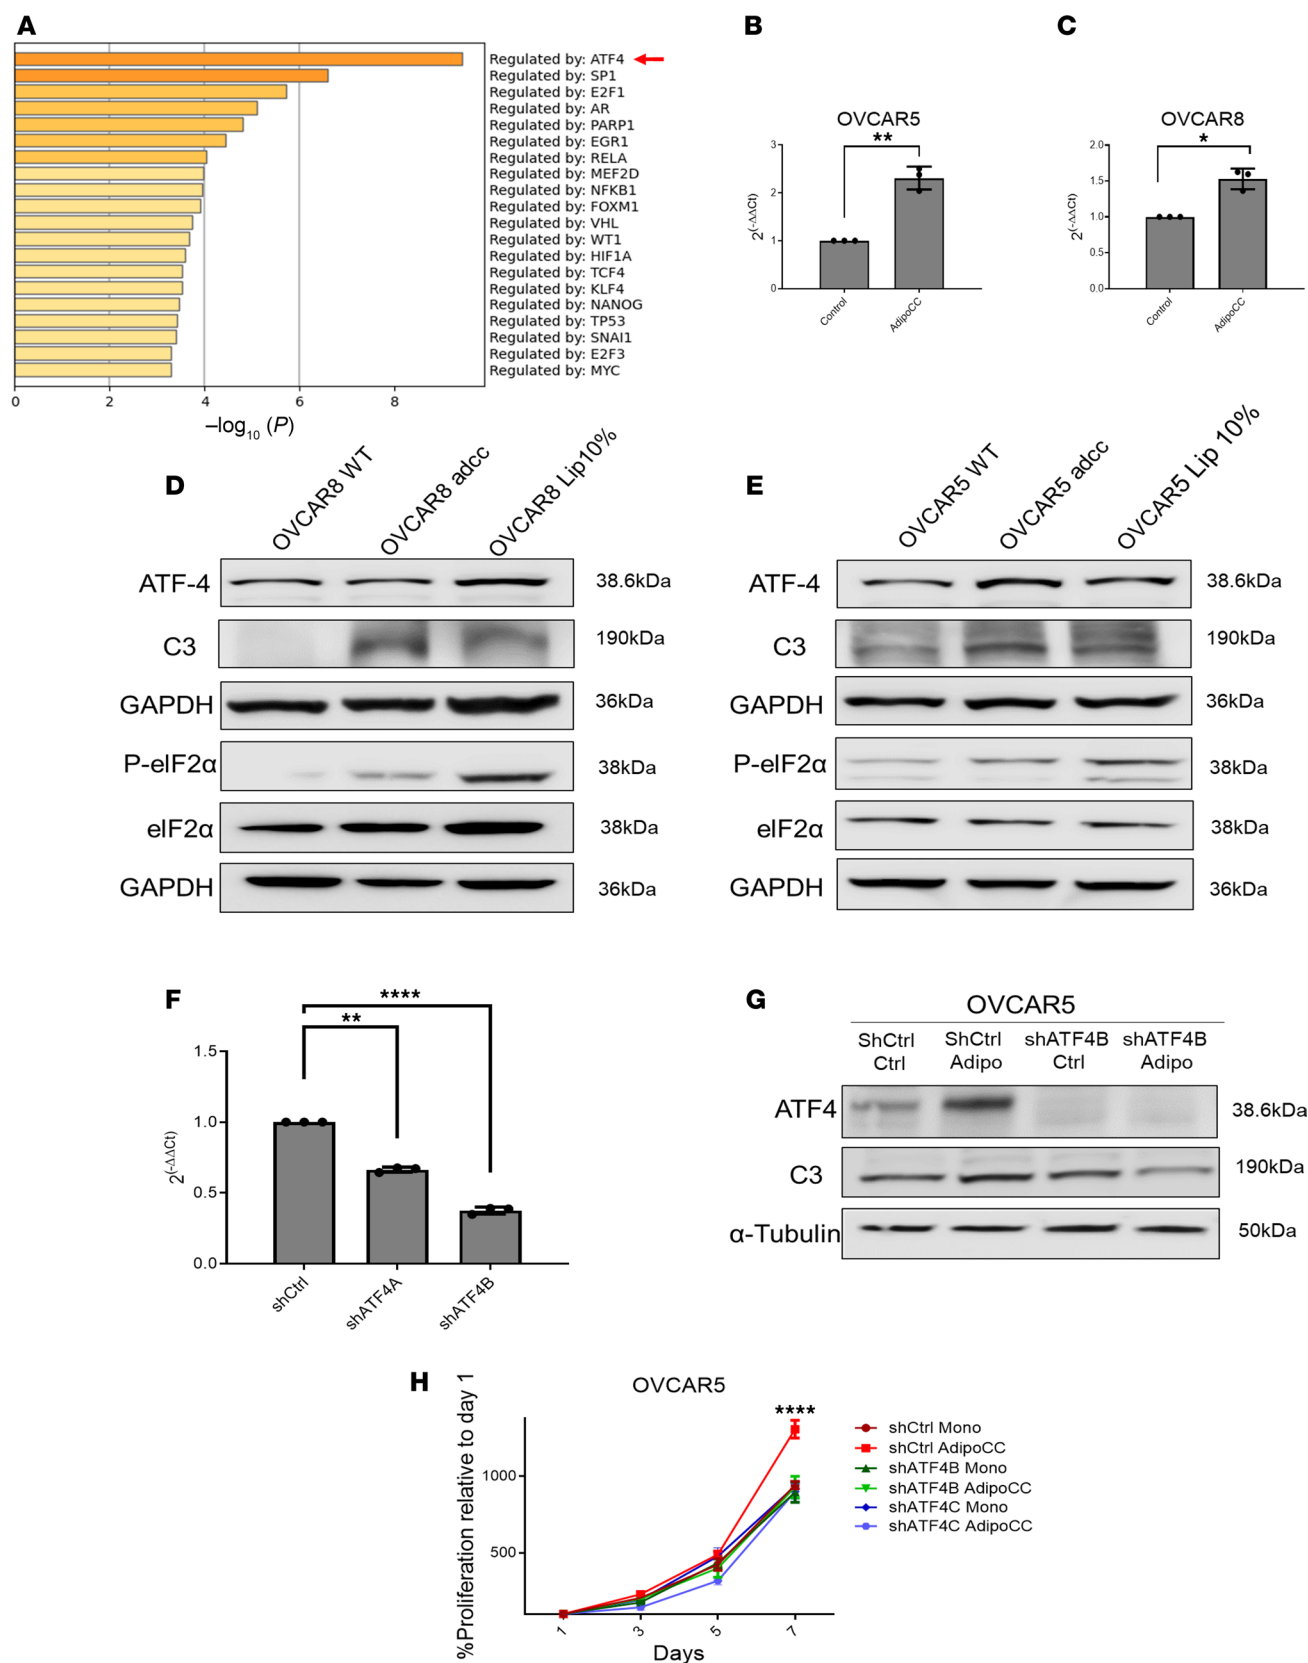 A
Regulated by: ATF4
Regulated by: SP1
Regulated by: E2F1
Regulated by: AR
Regulated by: PARP1
Regulated by: EGR1
Regulated by: RELA
Regulated by: MEF2D
Regulated by: NFKB1
Regulated by: FOXM1
Regulated by: VHL
Regulated by: WT1
Regulated by: HIF1A
Regulated by: TCF4
Regulated by: KLF4
Regulated by: NANOG
Regulated by: TP53
Regulated by: SNAI1
Regulated by: E2F3
Regulated by: MYC
0 2 4 6 8
–log10 (P)
B
OVCAR5
**
3
2
1
0
2(-ΔΔCt)
Control
AdipoCC
C
OVCAR8
*
2.0
1.5
1.0
0.5
0.0
2(-ΔΔCt)
Control
AdipoCC
D
OVCAR8 WT
OVCAR8 adcc
OVCAR8 Lip10%
ATF-4 38.6kDa
C3 190kDa
GAPDH 36kDa
P-eIF2α 38kDa
eIF2α 38kDa
GAPDH 36kDa
E
OVCAR5 WT
OVCAR5 adcc
OVCAR5 Lip 10%
ATF-4 38.6kDa
C3 190kDa
GAPDH 36kDa
P-eIF2α 38kDa
eIF2α 38kDa
GAPDH 36kDa
F
****
**
1.5
1.0
0.5
0.0
2(-ΔΔCt)
shCtrl
shATF4A
shATF4B
G
OVCAR5
ShCtrl ShCtrl shATF4B shATF4B
Ctrl Adipo Ctrl Adipo
ATF4 38.6kDa
C3 190kDa
α-Tubulin 50kDa
H
OVCAR5
****
%Proliferation relative to day 1
1000
500
1 3 5 7
Days
shCtrl Mono
shCtrl AdipoCC
shATF4B Mono
shATF4B AdipoCC
shATF4C Mono
shATF4C AdipoCC